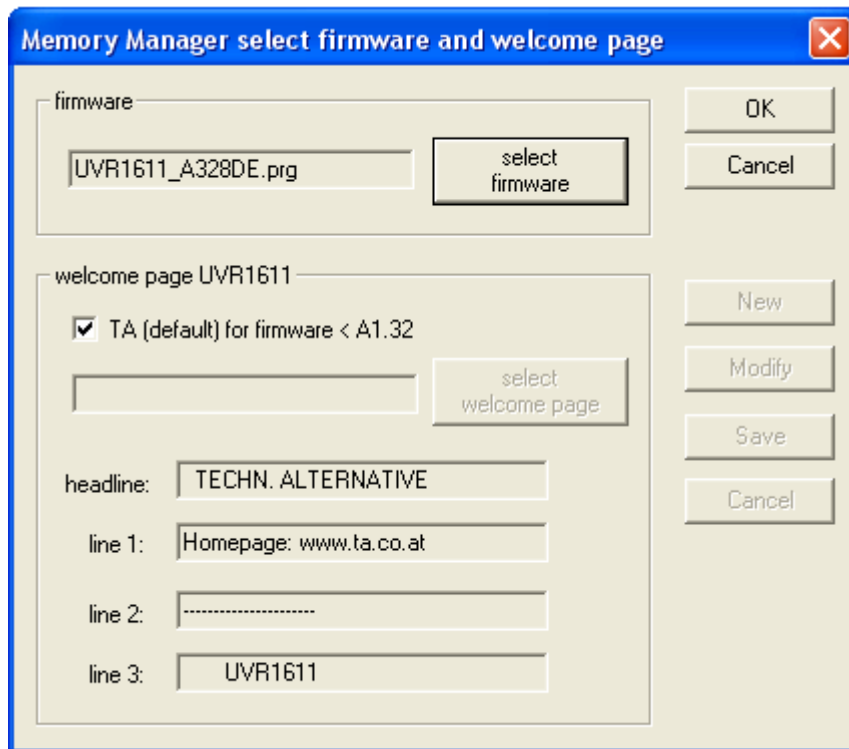 Memory Manager select firmware and welcome page
firmware
UVR1611_A328DE.prg
select
firmware
OK
Cancel
welcome page UVR1611
TA (default) for firmware < A1.32
select
welcome page
New
Modify
Save
Cancel
headline: TECHN. ALTERNATIVE
line 1: Homepage: www.ta.co.at
line 2: ----------------------
line 3: UVR1611